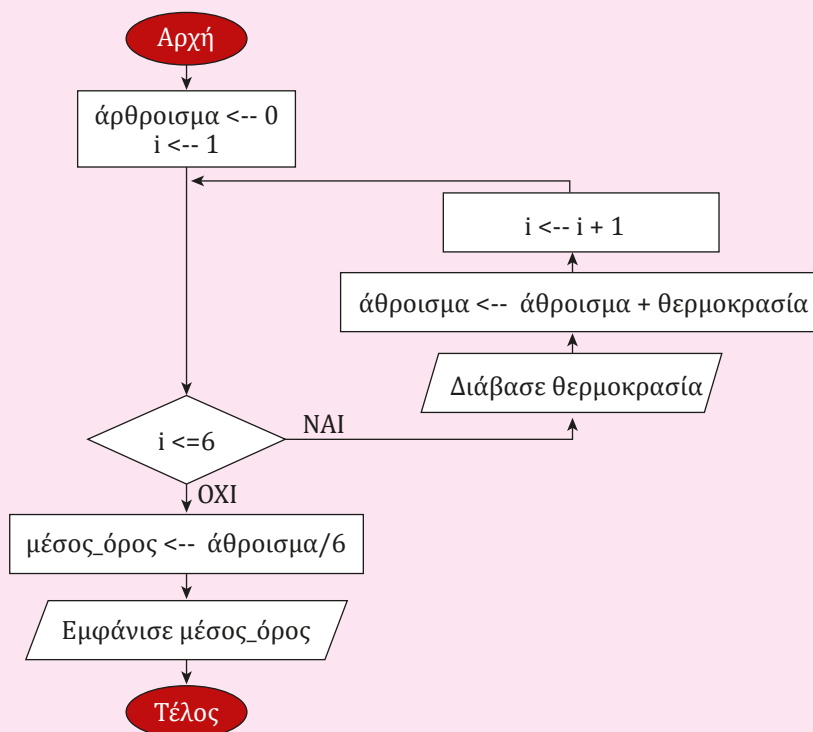 Αρχή
άρθροισμα <-- 0
i <-- 1
i <-- i + 1
άθροισμα <-- άθροισμα + θερμοκρασία
Διάβασε θερμοκρασία
i <=6
ΝΑΙ
ΟΧΙ
μέσος_όρος <-- άθροισμα/6
Εμφάνισε μέσος_όρος
Τέλος